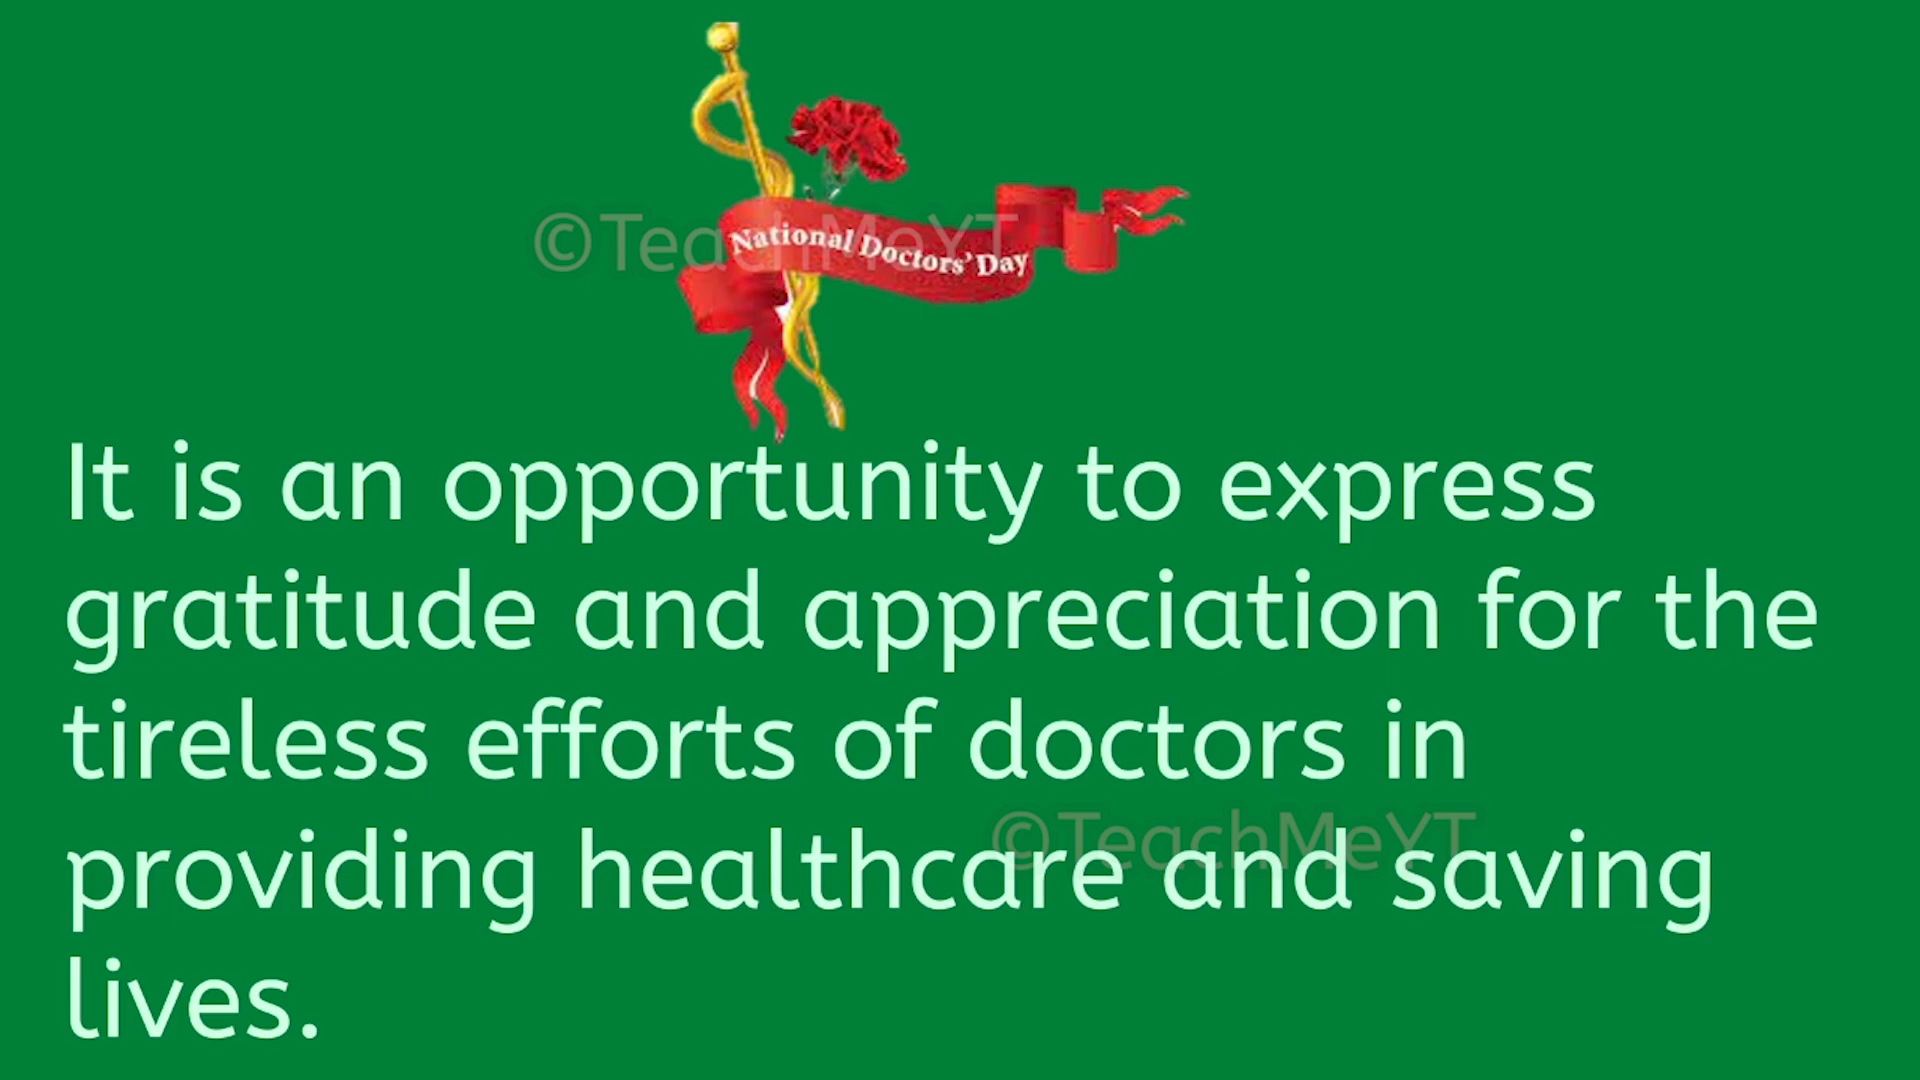 ©TeachMeYT
National Doctors' Day
It is an opportunity to express
gratitude and appreciation for the
tireless efforts of doctors in
©TeachMeYT
providing healthcare and saving
lives.